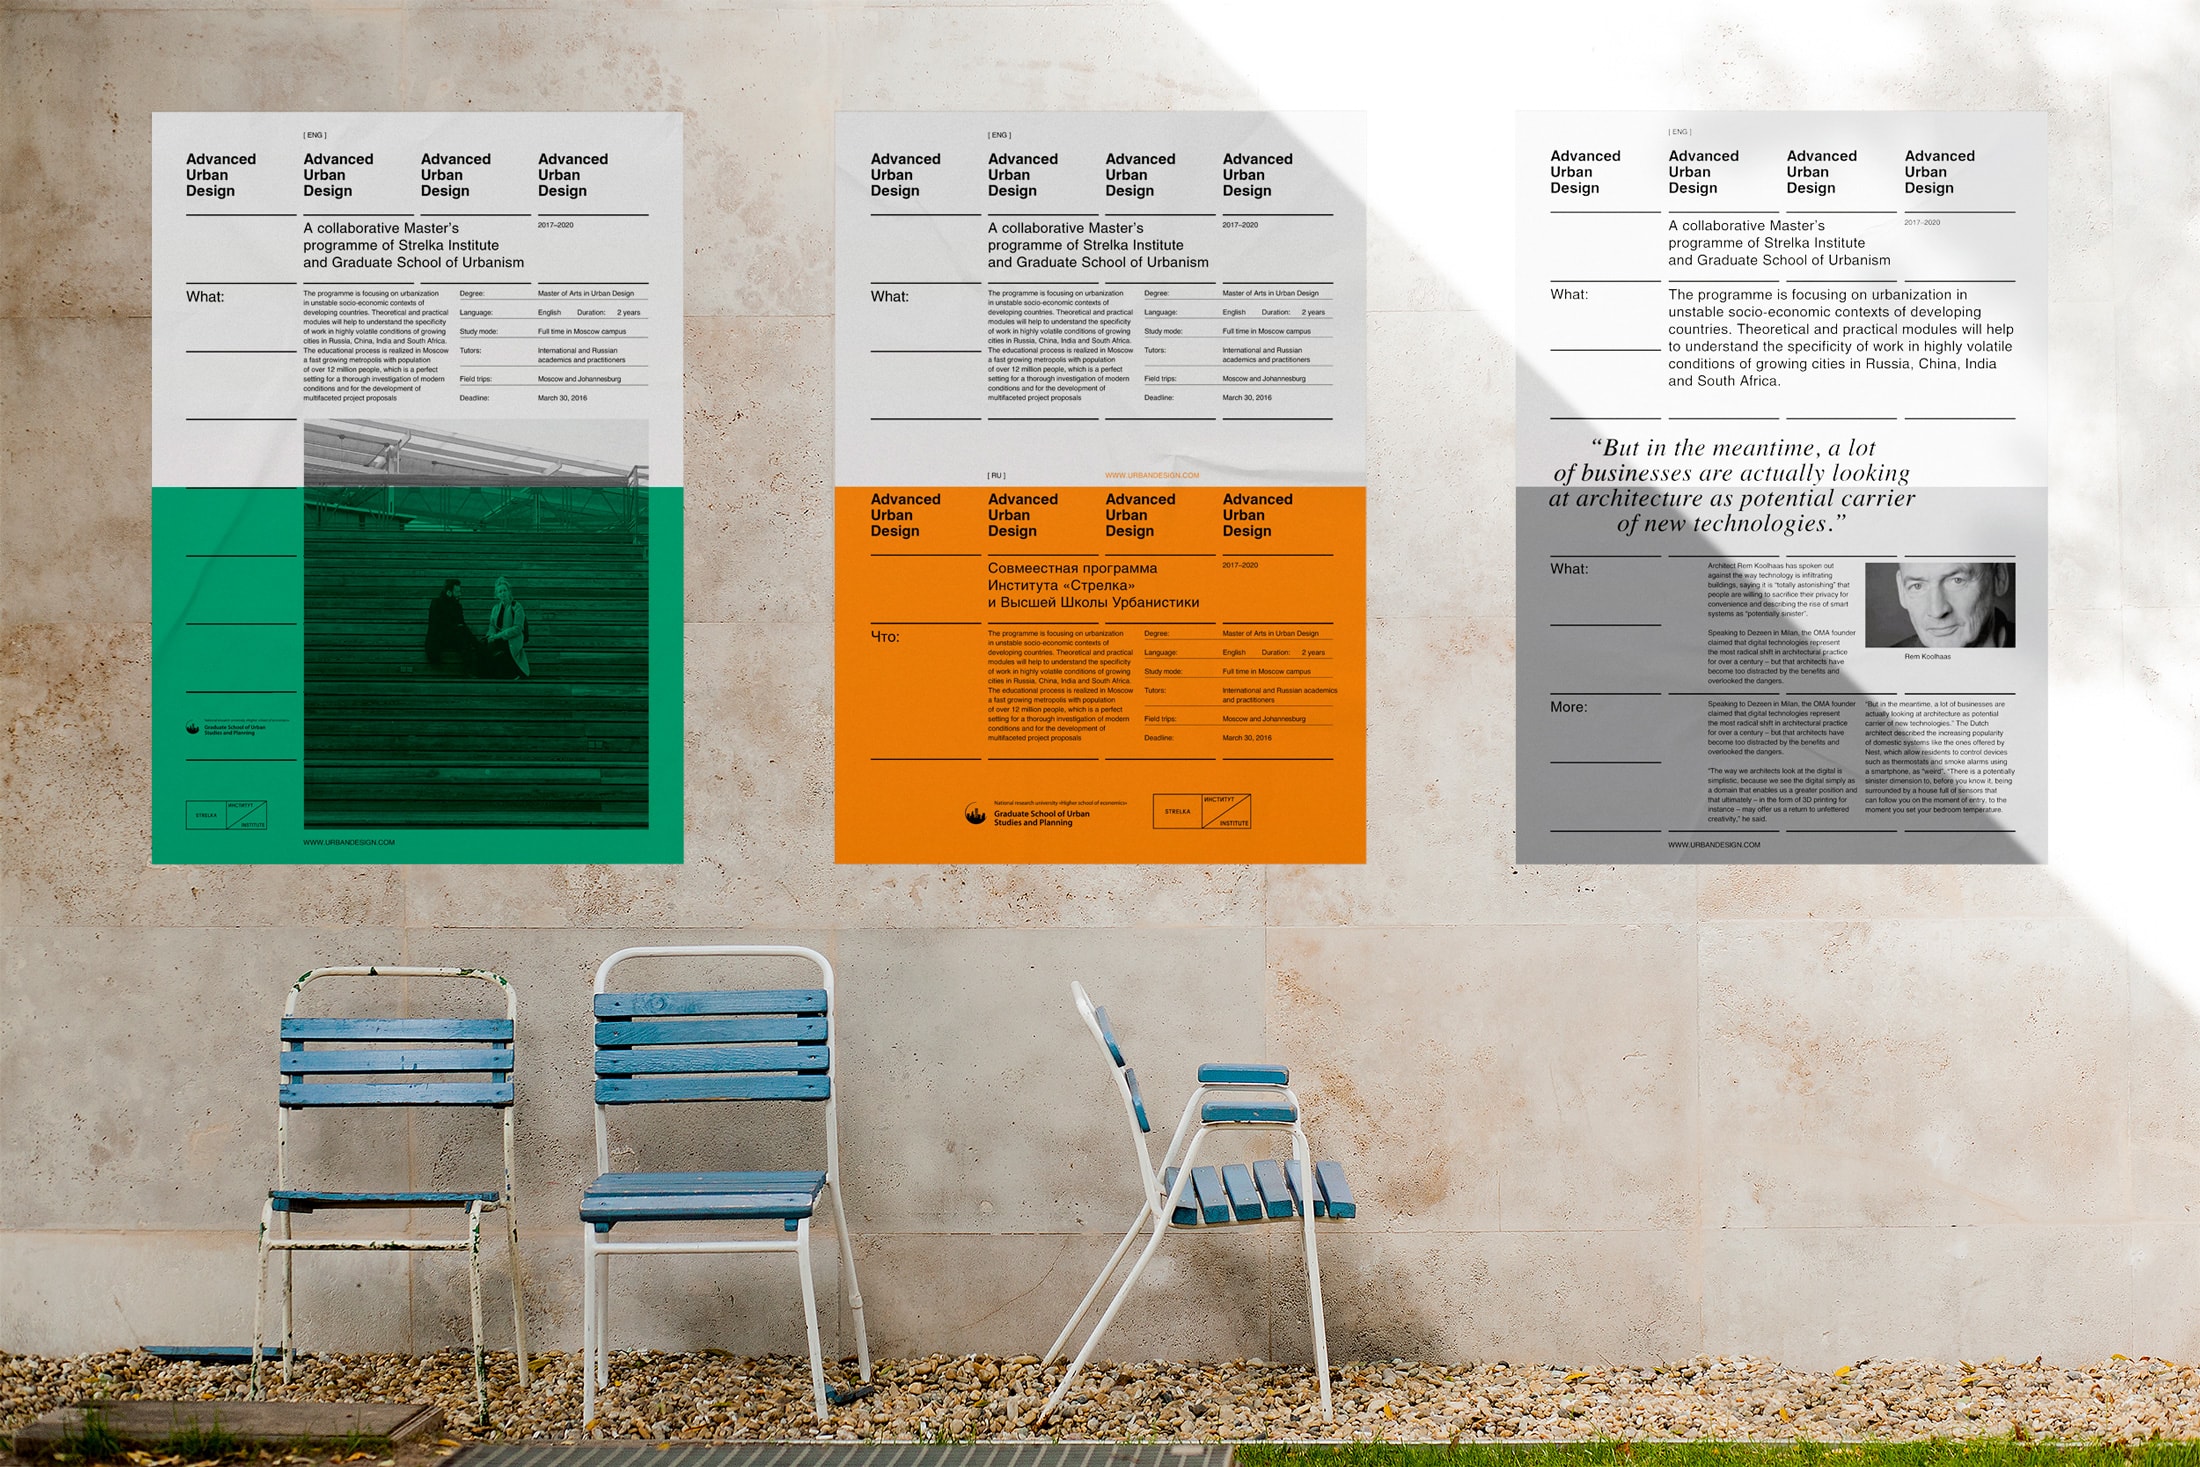 [ ENG ]
Advanced Advanced Advanced Advanced
Urban Urban Urban Urban
Design Design Design Design
A collaborative Master's
programme of Strelka Institute
and Graduate School of Urbanism
2017–2020
What:
The programme is focusing on urbanization
in unstable socio-economic contexts of
developing countries. Theoretical and practical
modules will help to understand the specificity
of work in highly volatile conditions of growing
cities in Russia, China, India and South Africa.
The educational process is realized in Moscow
a fast growing metropolis with population
of over 12 million people, which is a perfect
setting for a thorough investigation of modern
conditions and for the development of
multifaceted project proposals
Degree: Master of Arts in Urban Design
Language: English Duration: 2 years
Study mode: Full time in Moscow campus
Tutors: International and Russian
academics and practitioners
Field trips: Moscow and Johannesburg
Deadline: March 30, 2016
National research university «Higher school of economics»
Graduate School of Urban
Studies and Planning
STRELKA ИНСТИТУТ
INSTITUTE
WWW.URBANDESIGN.COM
[ ENG ]
Advanced Advanced Advanced Advanced
Urban Urban Urban Urban
Design Design Design Design
A collaborative Master's
programme of Strelka Institute
and Graduate School of Urbanism
2017–2020
What:
The programme is focusing on urbanization
in unstable socio-economic contexts of
developing countries. Theoretical and practical
modules will help to understand the specificity
of work in highly volatile conditions of growing
cities in Russia, China, India and South Africa.
The educational process is realized in Moscow
a fast growing metropolis with population
of over 12 million people, which is a perfect
setting for a thorough investigation of modern
conditions and for the development of
multifaceted project proposals
Degree: Master of Arts in Urban Design
Language: English Duration: 2 years
Study mode: Full time in Moscow campus
Tutors: International and Russian
academics and practitioners
Field trips: Moscow and Johannesburg
Deadline: March 30, 2016
[ RU ] WWW.URBANDESIGN.COM
Advanced Advanced Advanced Advanced
Urban Urban Urban Urban
Design Design Design Design
Совмеестная программа
Института «Стрелка»
и Высшей Школы Урбанистики
2017–2020
Что:
The programme is focusing on urbanization
in unstable socio-economic contexts of
developing countries. Theoretical and practical
modules will help to understand the specificity
of work in highly volatile conditions of growing
cities in Russia, China, India and South Africa.
The educational process is realized in Moscow
a fast growing metropolis with population
of over 12 million people, which is a perfect
setting for a thorough investigation of modern
conditions and for the development of
multifaceted project proposals
Degree: Master of Arts in Urban Design
Language: English Duration: 2 years
Study mode: Full time in Moscow campus
Tutors: International and Russian academics
and practitioners
Field trips: Moscow and Johannesburg
Deadline: March 30, 2016
National research university «Higher school of economics»
Graduate School of Urban
Studies and Planning
STRELKA ИНСТИТУТ
INSTITUTE
[ ENG ]
Advanced Advanced Advanced Advanced
Urban Urban Urban Urban
Design Design Design Design
A collaborative Master's
programme of Strelka Institute
and Graduate School of Urbanism
2017–2020
What:
The programme is focusing on urbanization in
unstable socio-economic contexts of developing
countries. Theoretical and practical modules will help
to understand the specificity of work in highly volatile
conditions of growing cities in Russia, China, India
and South Africa.
“But in the meantime, a lot
of businesses are actually looking
at architecture as potential carrier
of new technologies.”
What:
Architect Rem Koolhaas has spoken out
against the way technology is infiltrating
buildings, saying it is "totally astonishing" that
people are willing to sacrifice their privacy for
convenience and describing the rise of smart
systems as "potentially sinister".
Speaking to Dezeen in Milan, the OMA founder
claimed that digital technologies represent
the most radical shift in architectural practice
for over a century – but that architects have
become too distracted by the benefits and
overlooked the dangers.
Rem Koolhaas
More:
Speaking to Dezeen in Milan, the OMA founder
claimed that digital technologies represent
the most radical shift in architectural practice
for over a century – but that architects have
become too distracted by the benefits and
overlooked the dangers.
"The way we architects look at the digital is
simplistic, because we see the digital simply as
a domain that enables us a greater position and
that ultimately – in the form of 3D printing for
instance – may offer us a return to unfettered
creativity," he said.
"But in the meantime, a lot of businesses are
actually looking at architecture as potential
carrier of new technologies." The Dutch
architect described the increasing popularity
of domestic systems like the ones offered by
Nest, which allow residents to control devices
such as thermostats and smoke alarms using
a smartphone, as "weird". "There is a potentially
sinister dimension to, before you know it, being
surrounded by a house full of sensors that
can follow you on the moment of entry, to the
moment you set your bedroom temperature.
WWW.URBANDESIGN.COM